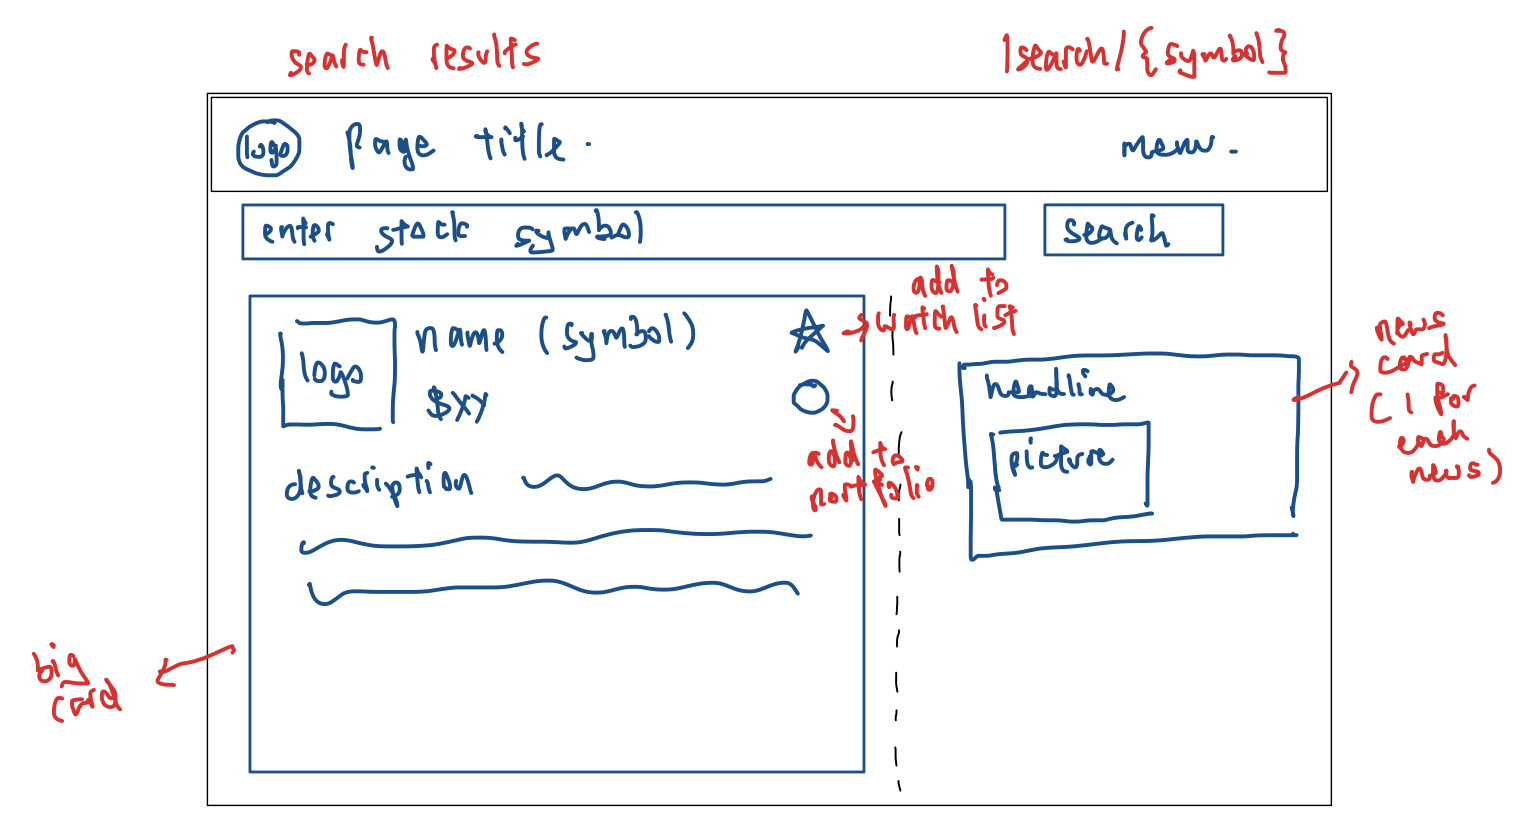 search results
/search/{symbol}
logo Page title.
menu.
enter stock symbol
search
add to
watch list
name (symbol)
logo
$XY
add to
portfolio
description
headline
picture
news
card
(1 for
each
news)
big
card